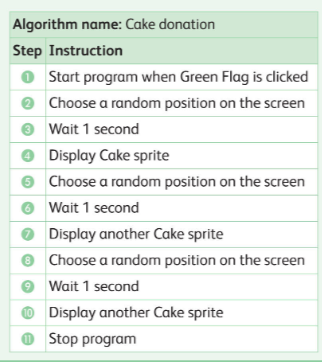 Algorithm name: Cake donation
Step Instruction
1 Start program when Green Flag is clicked
2 Choose a random position on the screen
3 Wait 1 second
4 Display Cake sprite
5 Choose a random position on the screen
6 Wait 1 second
7 Display another Cake sprite
8 Choose a random position on the screen
9 Wait 1 second
10 Display another Cake sprite
11 Stop program